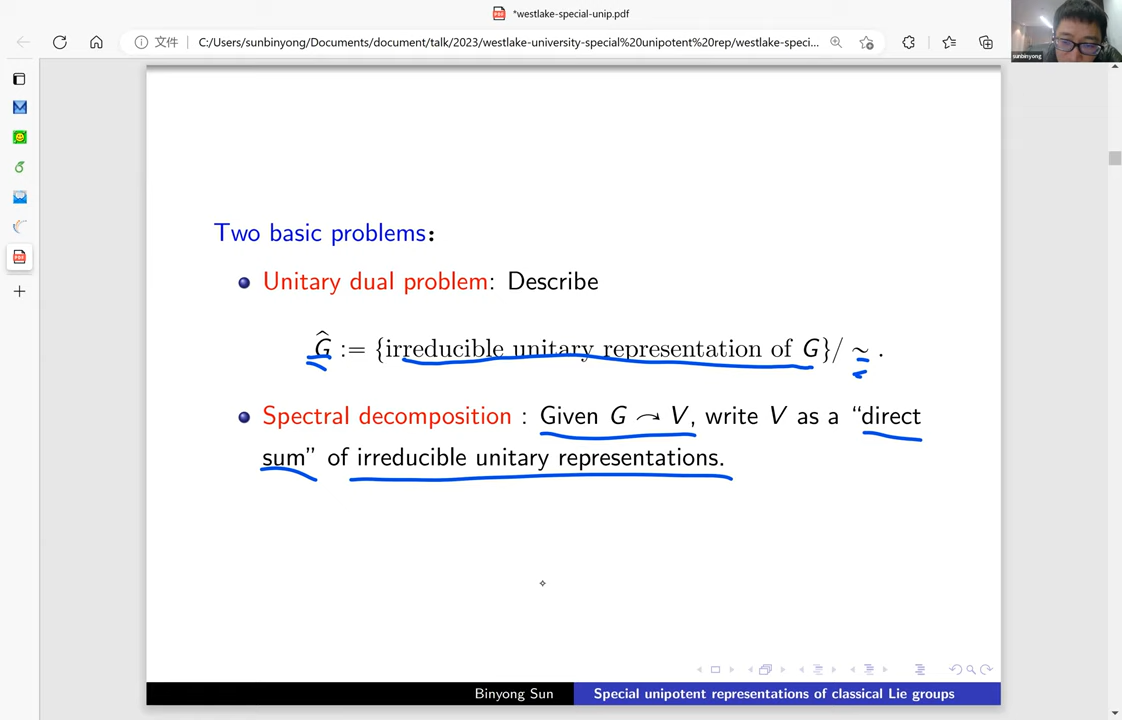 *westlake-special-unip.pdf
文件
C:/Users/sunbinyong/Documents/document/talk/2023/westlake-university-special%20unipotent%20rep/westlake-speci...
sunbinyong
Two basic problems:
Unitary dual problem: Describe
Ĝ := {irreducible unitary representation of G}/ ~ .
Spectral decomposition : Given G ↷ V, write V as a “direct
sum” of irreducible unitary representations.
Binyong Sun
Special unipotent representations of classical Lie groups